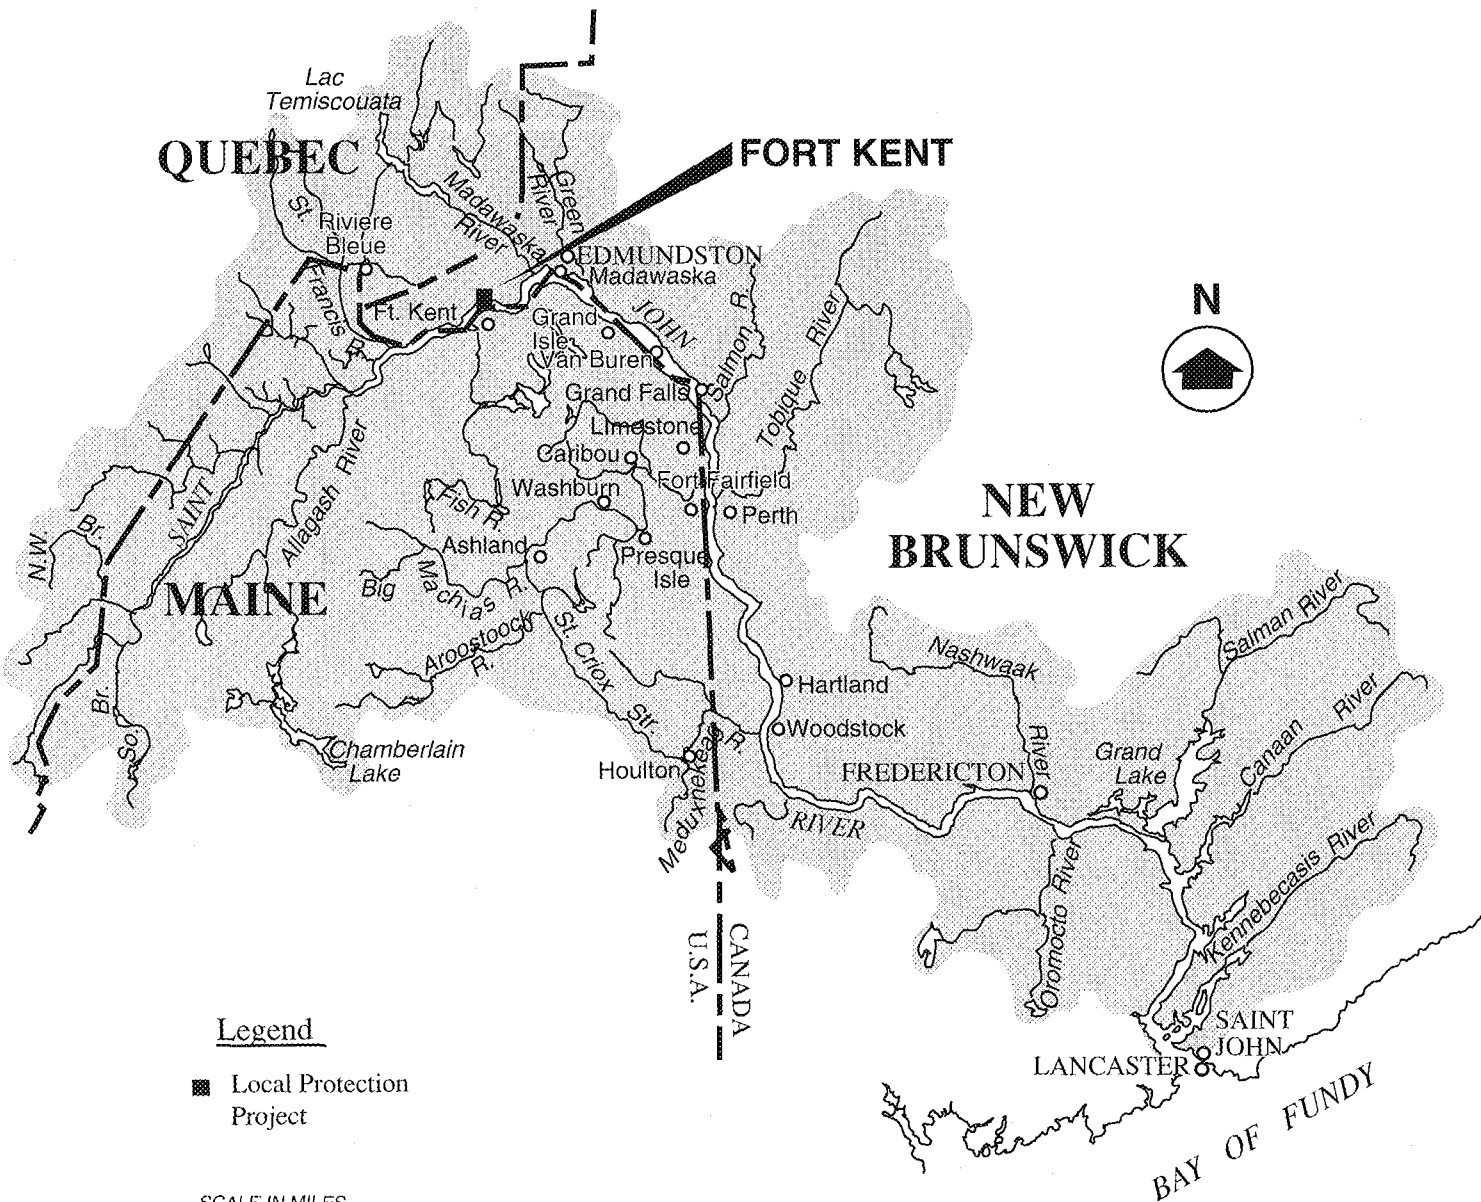 Lac
Temiscouata
QUEBEC
FORT KENT
St.
Francis
R.
Riviere
Bleue
Madawaska
River
Green
River
EDMUNDSTON
Madawaska
Ft. Kent
Grand
Isle
JOHN
Salmon R.
Van Buren
Grand Falls
Tobique River
N
Limestone
Caribou
Fort Fairfield
Washburn
Perth
Fish R.
Ashland
Presque
Isle
SAINT
Allagash River
N.W. Br.
NEW
BRUNSWICK
MAINE
Big
Machias R.
Aroostoock
R.
St. Criox
Str.
So. Br.
Chamberlain
Lake
Hartland
Woodstock
Houlton
Meduxnekeag R.
RIVER
Nashwaak
River
FREDERICTON
Grand
Lake
Salman River
Canaan River
Kennebecasis River
Oromocto River
CANADA
U.S.A.
SAINT
JOHN
LANCASTER
BAY OF FUNDY
Legend
Local Protection
Project
SCALE IN MILES